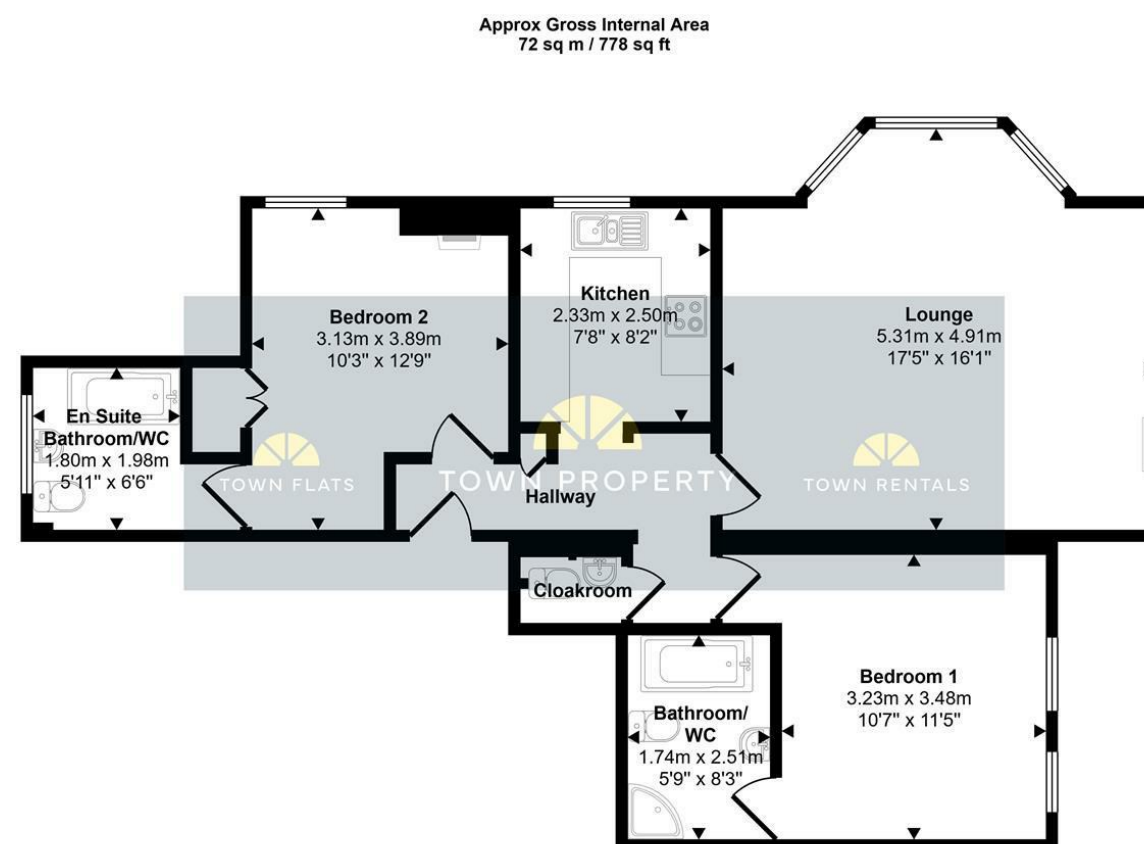 Approx Gross Internal Area
72 sq m / 778 sq ft
Bedroom 2
3.13m x 3.89m
10'3" x 12'9"
Kitchen
2.33m x 2.50m
7'8" x 8'2"
Lounge
5.31m x 4.91m
17'5" x 16'1"
En Suite
Bathroom/WC
1.80m x 1.98m
5'11" x 6'6"
TOWN FLATS
TOWN PROPERTY
TOWN RENTALS
Hallway
Cloakroom
Bathroom/
WC
1.74m x 2.51m
5'9" x 8'3"
Bedroom 1
3.23m x 3.48m
10'7" x 11'5"